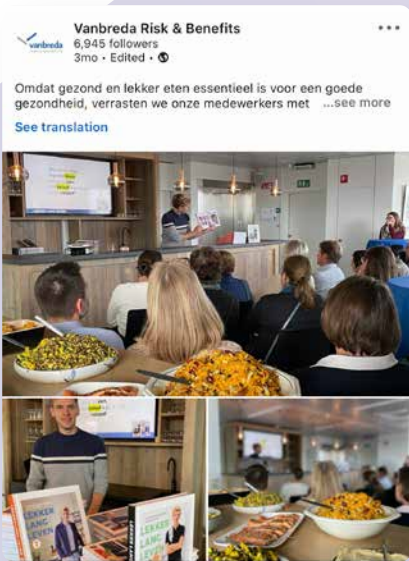 vanbreda
Vanbreda Risk & Benefits
6,945 followers
3mo • Edited •
Omdat gezond en lekker eten essentieel is voor een goede
gezondheid, verrasten we onze medewerkers met ...see more
See translation
LEKKER
LANG
LEVEN
LEKKER
LANG
LEVEN